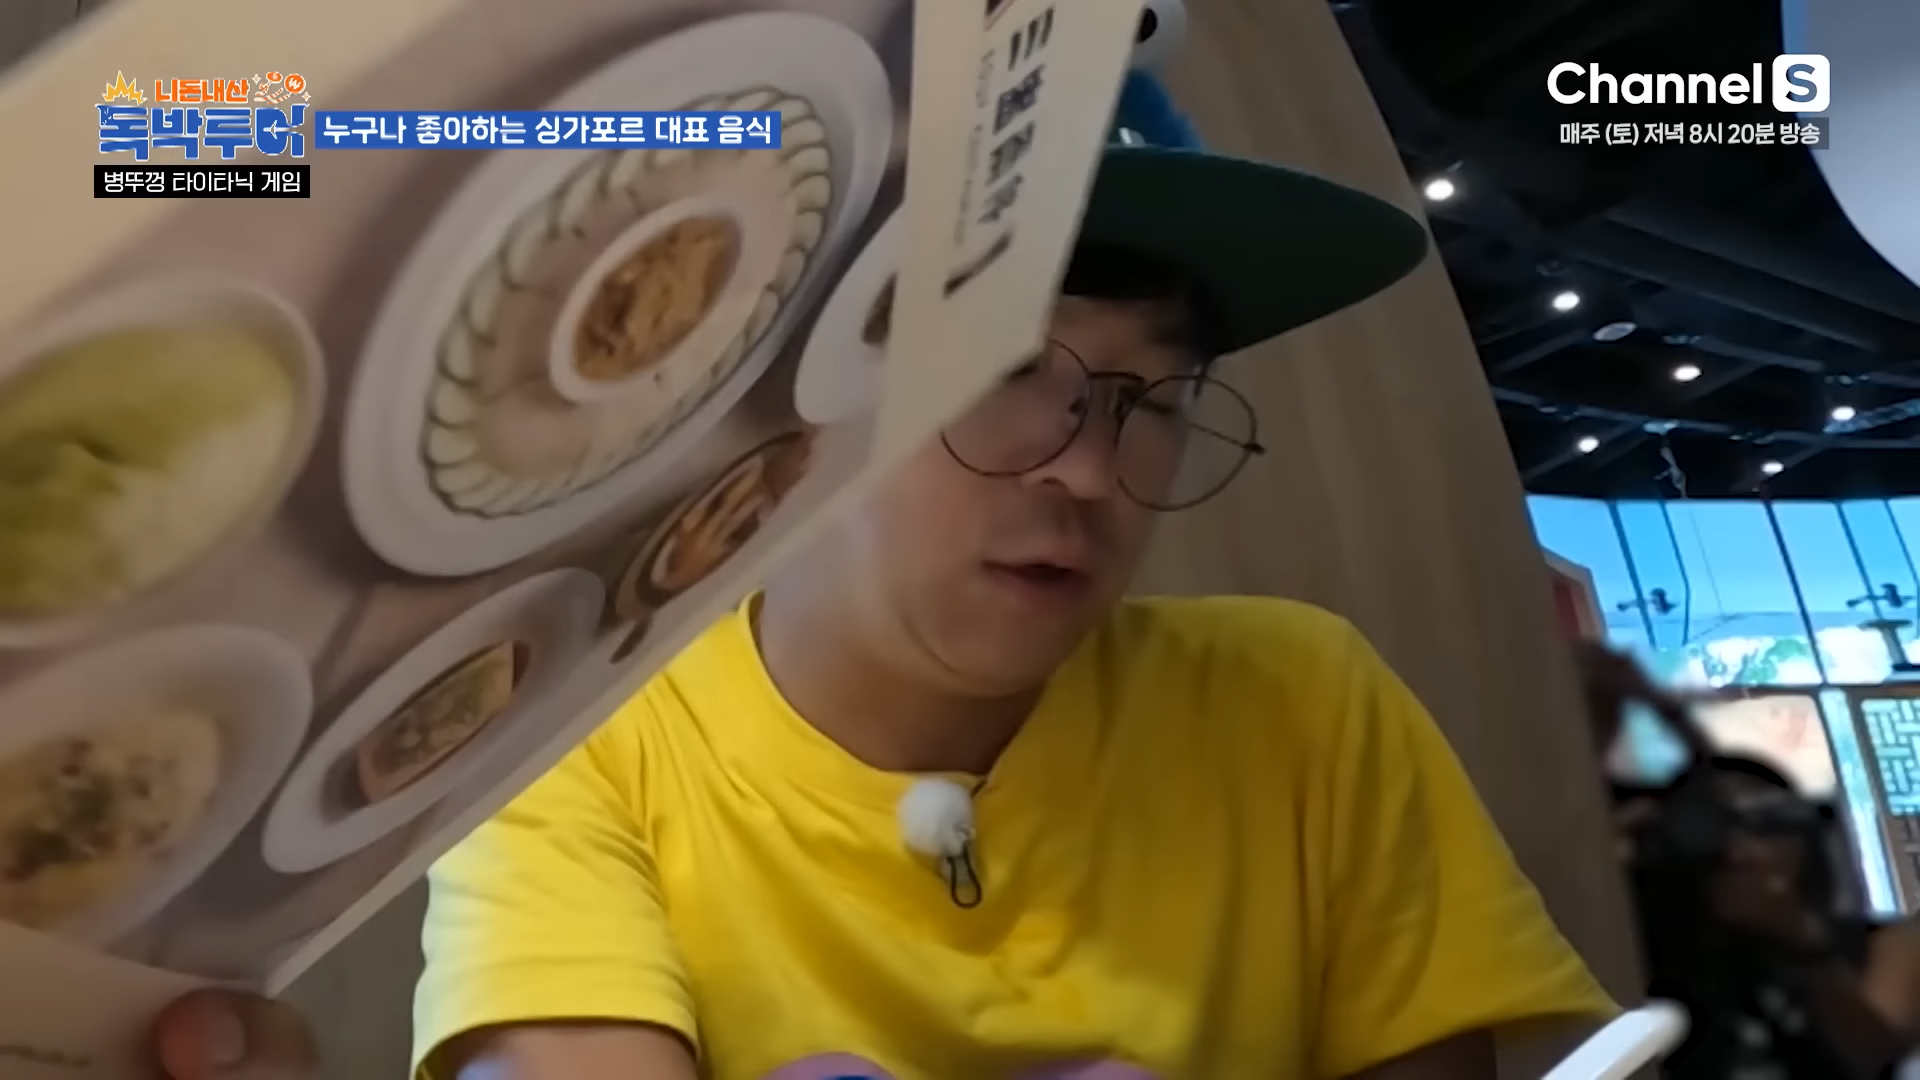 니돈내산
독박투어
누구나 좋아하는 싱가포르 대표 음식
병뚜껑 타이타닉 게임
Channel S
매주 (토) 저녁 8시 20분 방송